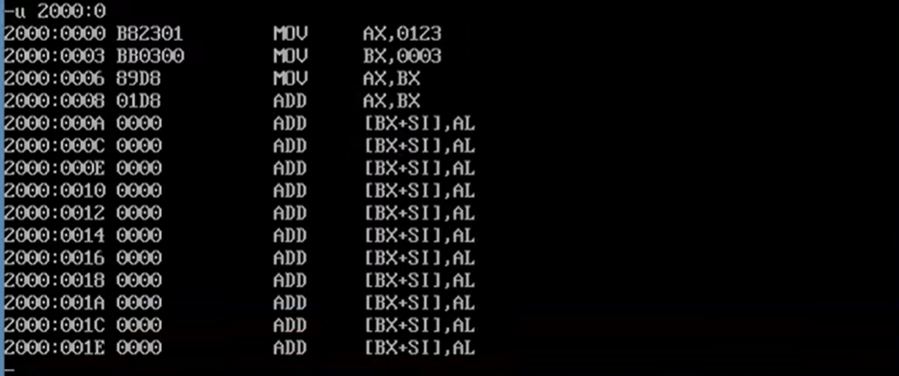 -u 2000:0
2000:0000 B82301 MOV AX,0123
2000:0003 BB0300 MOV BX,0003
2000:0006 89D8 MOV AX,BX
2000:0008 01D8 ADD AX,BX
2000:000A 0000 ADD [BX+SI],AL
2000:000C 0000 ADD [BX+SI],AL
2000:000E 0000 ADD [BX+SI],AL
2000:0010 0000 ADD [BX+SI],AL
2000:0012 0000 ADD [BX+SI],AL
2000:0014 0000 ADD [BX+SI],AL
2000:0016 0000 ADD [BX+SI],AL
2000:0018 0000 ADD [BX+SI],AL
2000:001A 0000 ADD [BX+SI],AL
2000:001C 0000 ADD [BX+SI],AL
2000:001E 0000 ADD [BX+SI],AL
-